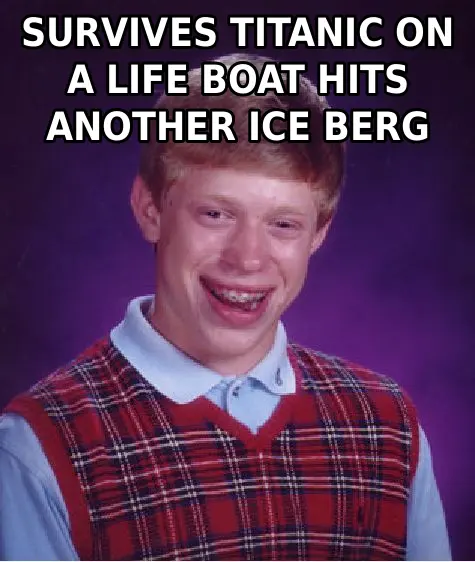 SURVIVES TITANIC ON
A LIFE BOAT HITS
ANOTHER ICE BERG